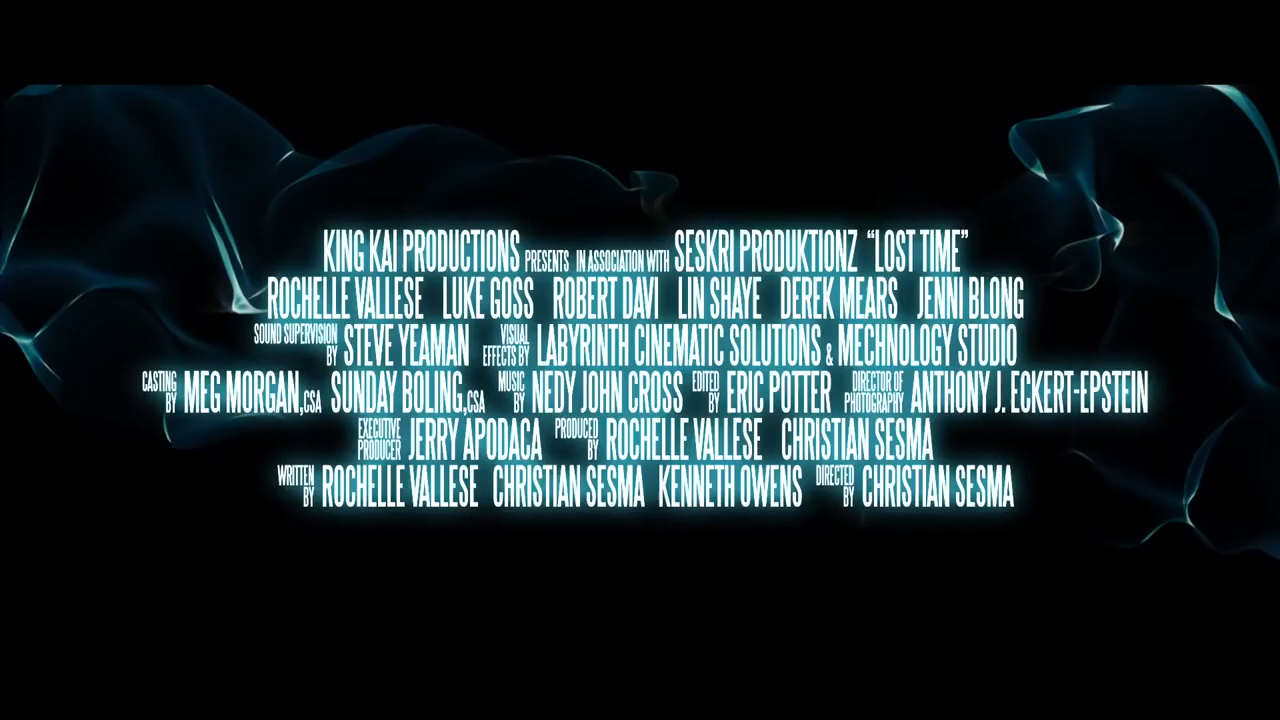 KING KAI PRODUCTIONS PRESENTS IN ASSOCIATION WITH SESKRI PRODUKTIONZ “LOST TIME”
ROCHELLE VALLESE LUKE GOSS ROBERT DAVI LIN SHAYE DEREK MEARS JENNI BLONG
SOUND SUPERVISION BY STEVE YEAMAN VISUAL EFFECTS BY LABYRINTH CINEMATIC SOLUTIONS & MECHNOLOGY STUDIO
CASTING BY MEG MORGAN,CSA SUNDAY BOLING,CSA MUSIC BY NEDY JOHN CROSS EDITED BY ERIC POTTER DIRECTOR OF PHOTOGRAPHY ANTHONY J. ECKERT-EPSTEIN
EXECUTIVE PRODUCER JERRY APODACA PRODUCED BY ROCHELLE VALLESE CHRISTIAN SESMA
WRITTEN BY ROCHELLE VALLESE CHRISTIAN SESMA KENNETH OWENS DIRECTED BY CHRISTIAN SESMA